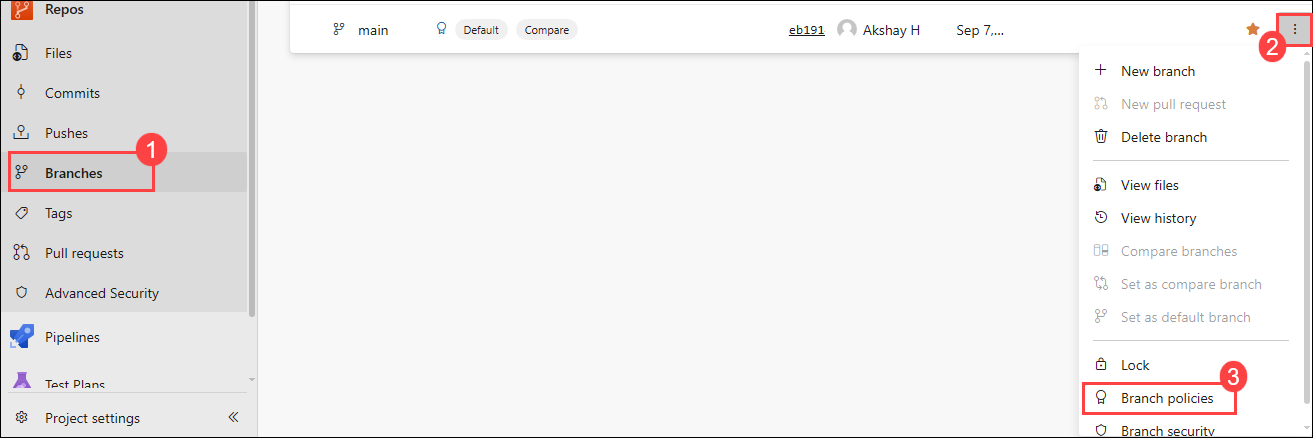 Repos
Files
Commits
Pushes
1
Branches
Tags
Pull requests
Advanced Security
Pipelines
Test Plans
Project settings
main Default Compare eb191 Akshay H Sep 7,...
2
New branch
New pull request
Delete branch
View files
View history
Compare branches
Set as compare branch
Set as default branch
Lock
3
Branch policies
Branch security